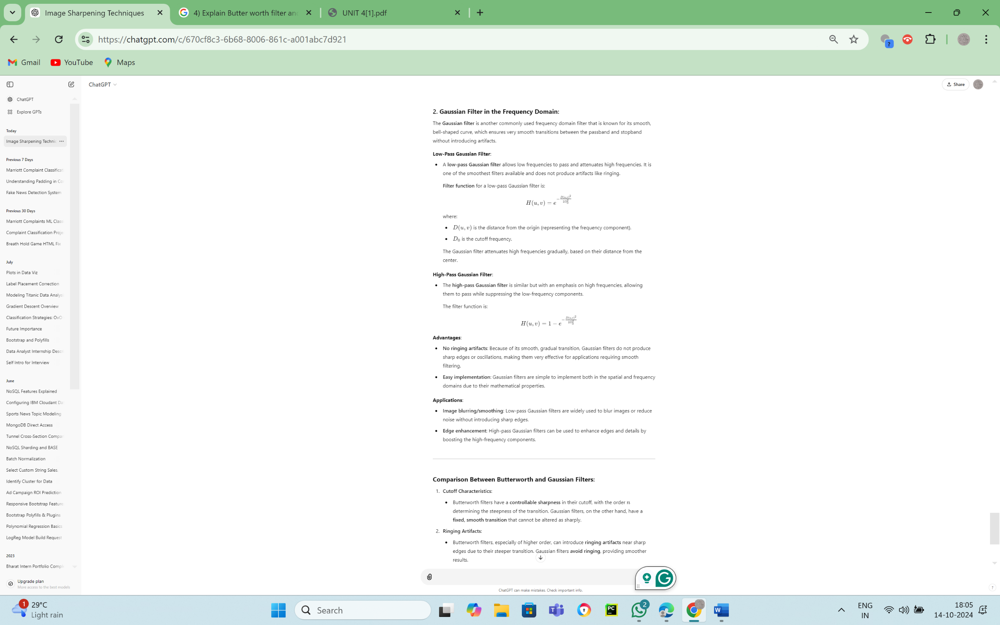 Image Sharpening Techniques
4) Explain Butter worth filter and
UNIT 4[1].pdf
https://chatgpt.com/c/670cf8c3-6b68-8006-861c-a001abc7d921
?
Gmail
YouTube
Maps
ChatGPT
Explore GPTs
Today
Image Sharpening Technic
Previous 7 Days
Marriott Complaint Classificat
Understanding Padding in Co
Fake News Detection System
Previous 30 Days
Marriott Complaints ML Class
Complaint Classification Proje
Breath Hold Game HTML Fix
July
Plots in Data Viz
Label Placement Correction
Modeling Titanic Data Analysi
Gradient Descent Overview
Classification Strategies: OvO
Future Importance
Bootstrap and Polyfills
Data Analyst Internship Descri
Self Intro for Interview
June
NoSQL Features Explained
Configuring IBM Cloudant Da
Sports News Topic Modeling
MongoDB Direct Access
Tunnel Cross-Section Compar
NoSQL Sharding and BASE
Batch Normalization
Select Custom String Sales.
Identify Cluster for Data
Ad Campaign ROI Prediction
Responsive Bootstrap Feature
Bootstrap Polyfills & Plugins
Polynomial Regression Basics
LogReg Model Build Request
2023
Bharat Intern Portfolio Comple
Upgrade plan
More access to the best models
ChatGPT
Share
2. Gaussian Filter in the Frequency Domain:
The Gaussian filter is another commonly used frequency domain filter that is known for its smooth,
bell-shaped curve, which ensures very smooth transitions between the passband and stopband
without introducing artifacts.
Low-Pass Gaussian Filter:
• A low-pass Gaussian filter allows low frequencies to pass and attenuates high frequencies. It is
one of the smoothest filters available and does not produce artifacts like ringing.
Filter function for a low-pass Gaussian filter is:
H(u, v) = e^{-\frac{D(u,v)^2}{2D_0^2}}
where:
• D(u, v) is the distance from the origin (representing the frequency component).
• D₀ is the cutoff frequency.
The Gaussian filter attenuates high frequencies gradually, based on their distance from the
center.
High-Pass Gaussian Filter:
• The high-pass Gaussian filter is similar but with an emphasis on high frequencies, allowing
them to pass while suppressing the low-frequency components.
The filter function is:
H(u, v) = 1 − e^{-\frac{D(u,v)^2}{2D_0^2}}
Advantages:
• No ringing artifacts: Because of its smooth, gradual transition, Gaussian filters do not produce
sharp edges or oscillations, making them very effective for applications requiring smooth
filtering.
• Easy implementation: Gaussian filters are simple to implement both in the spatial and frequency
domains due to their mathematical properties.
Applications:
• Image blurring/smoothing: Low-pass Gaussian filters are widely used to blur images or reduce
noise without introducing sharp edges.
• Edge enhancement: High-pass Gaussian filters can be used to enhance edges and details by
boosting the high-frequency components.
Comparison Between Butterworth and Gaussian Filters:
1. Cutoff Characteristics:
• Butterworth filters have a controllable sharpness in their cutoff, with the order n
determining the steepness of the transition. Gaussian filters, on the other hand, have a
fixed, smooth transition that cannot be altered as sharply.
2. Ringing Artifacts:
• Butterworth filters, especially of higher order, can introduce ringing artifacts near sharp
edges due to their steeper transition. Gaussian filters avoid ringing, providing smoother
results.
ChatGPT can make mistakes. Check important info.
?
1
29°C
Light rain
Search
T
PC
2
W
ENG
IN
18:05
14-10-2024